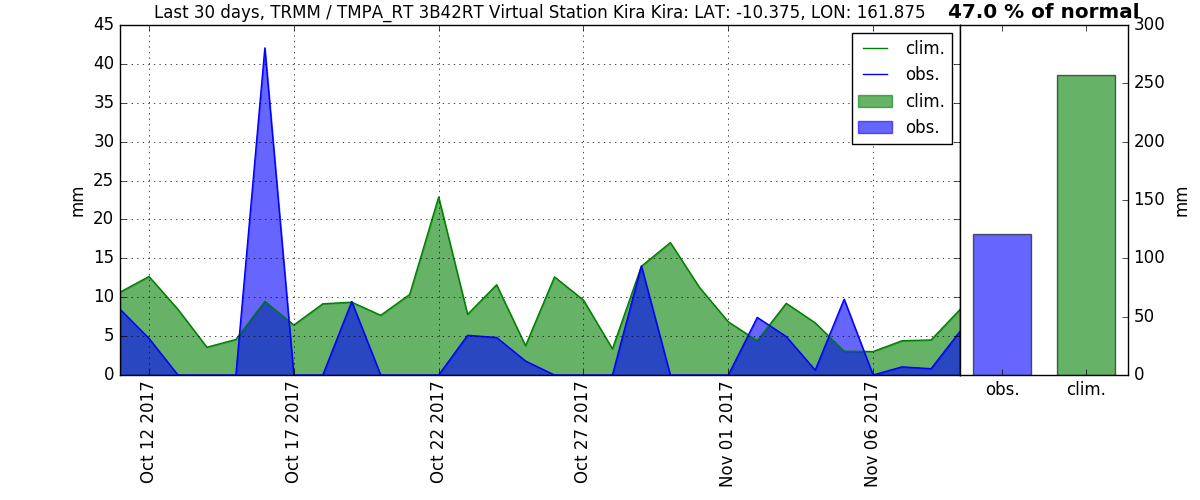 Last 30 days, TRMM / TMPA_RT 3B42RT Virtual Station Kira Kira: LAT: -10.375, LON: 161.875
47.0 % of normal
45
40
35
30
25
20
15
10
5
0
mm
clim.
obs.
clim.
obs.
Oct 12 2017
Oct 17 2017
Oct 22 2017
Oct 27 2017
Nov 01 2017
Nov 06 2017
300
250
200
150
100
50
0
mm
obs.
clim.